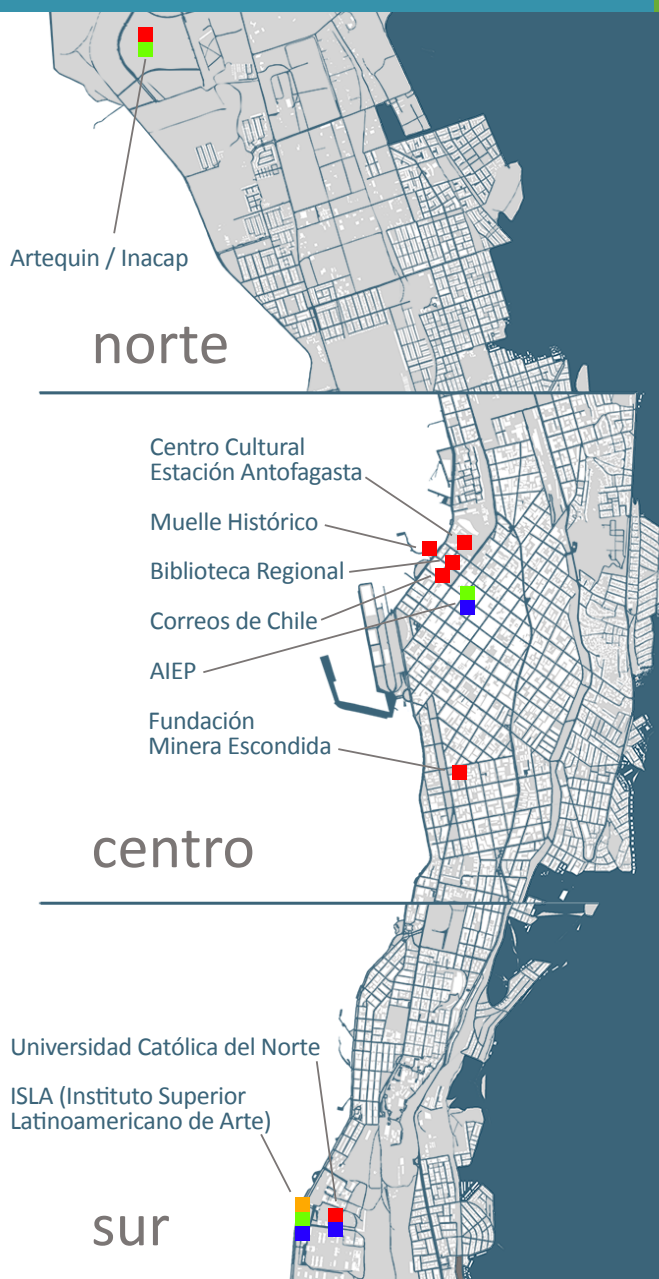 Artequin / Inacap
norte
Centro Cultural
Estación Antofagasta
Muelle Histórico
Biblioteca Regional
Correos de Chile
AIEP
Fundación
Minera Escondida
centro
Universidad Católica del Norte
ISLA (Instituto Superior
Latinoamericano de Arte)
sur